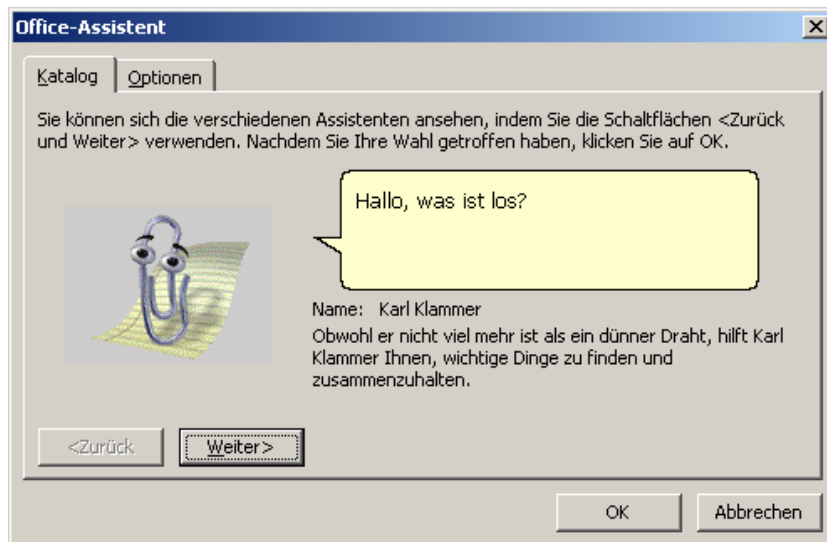 Office-Assistent
Katalog
Optionen
Sie können sich die verschiedenen Assistenten ansehen, indem Sie die Schaltflächen <Zurück
und Weiter> verwenden. Nachdem Sie Ihre Wahl getroffen haben, klicken Sie auf OK.
Hallo, was ist los?
Name: Karl Klammer
Obwohl er nicht viel mehr ist als ein dünner Draht, hilft Karl
Klammer Ihnen, wichtige Dinge zu finden und
zusammenzuhalten.
<Zurück
Weiter>
OK
Abbrechen